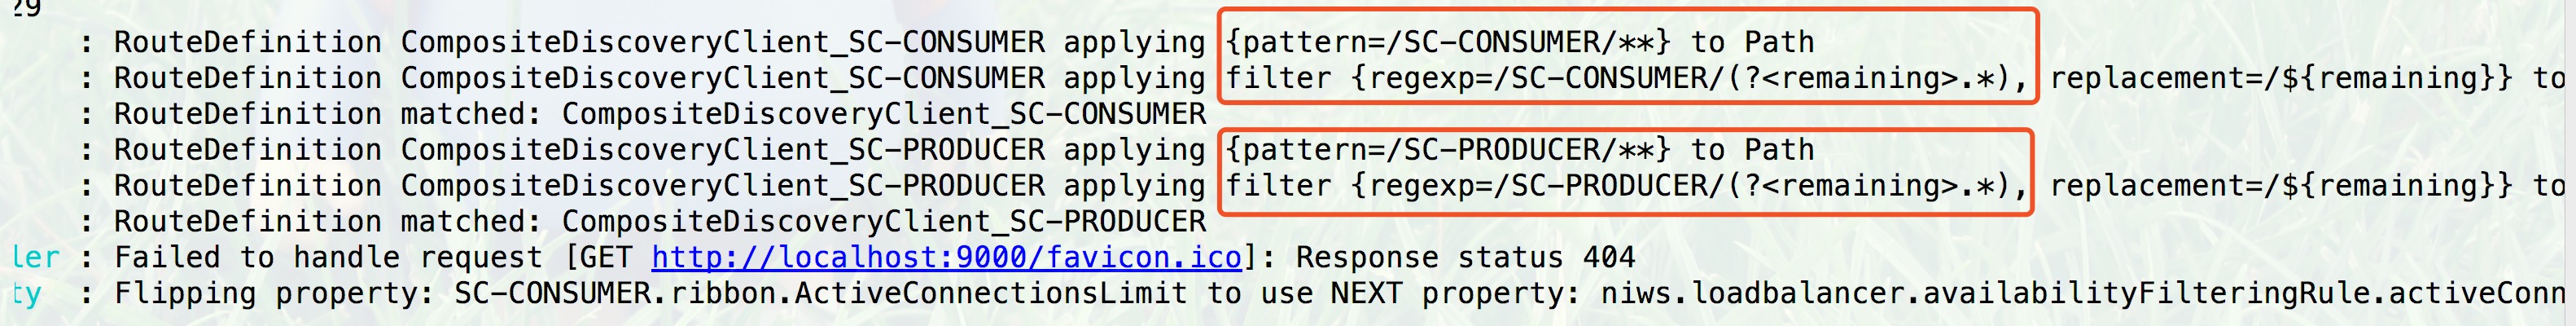 29
: RouteDefinition CompositeDiscoveryClient_SC-CONSUMER applying {pattern=/SC-CONSUMER/**} to Path
: RouteDefinition CompositeDiscoveryClient_SC-CONSUMER applying filter {regexp=/SC-CONSUMER/(?<remaining>.*), replacement=/${remaining}} to
: RouteDefinition matched: CompositeDiscoveryClient_SC-CONSUMER
: RouteDefinition CompositeDiscoveryClient_SC-PRODUCER applying {pattern=/SC-PRODUCER/**} to Path
: RouteDefinition CompositeDiscoveryClient_SC-PRODUCER applying filter {regexp=/SC-PRODUCER/(?<remaining>.*), replacement=/${remaining}} to
: RouteDefinition matched: CompositeDiscoveryClient_SC-PRODUCER
ler : Failed to handle request [GET http://localhost:9000/favicon.ico]: Response status 404
ty : Flipping property: SC-CONSUMER.ribbon.ActiveConnectionsLimit to use NEXT property: niws.loadbalancer.availabilityFilteringRule.activeConn